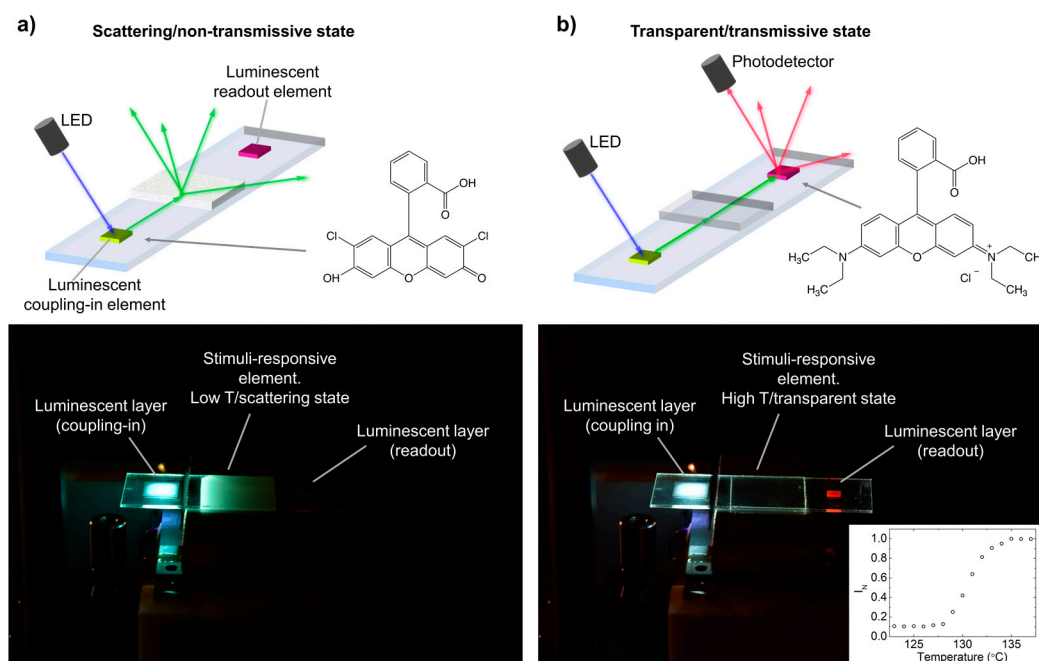 a)
Scattering/non-transmissive state
Luminescent
readout element
LED
Luminescent
coupling-in element
OH
O
Cl
Cl
OH
O
O
b)
Transparent/transmissive state
Photodetector
LED
OH
O
H₃C
N
O
N⁺
CH₃
H₃C
Cl⁻
CH₃
Stimuli-responsive
element.
Low T/scattering state
Luminescent layer
(coupling-in)
Luminescent layer
(readout)
Stimuli-responsive
element.
High T/transparent state
Luminescent layer
(coupling in)
Luminescent layer
(readout)
I_N
1.0
0.8
0.6
0.4
0.2
0.0
125 130 135
Temperature (°C)